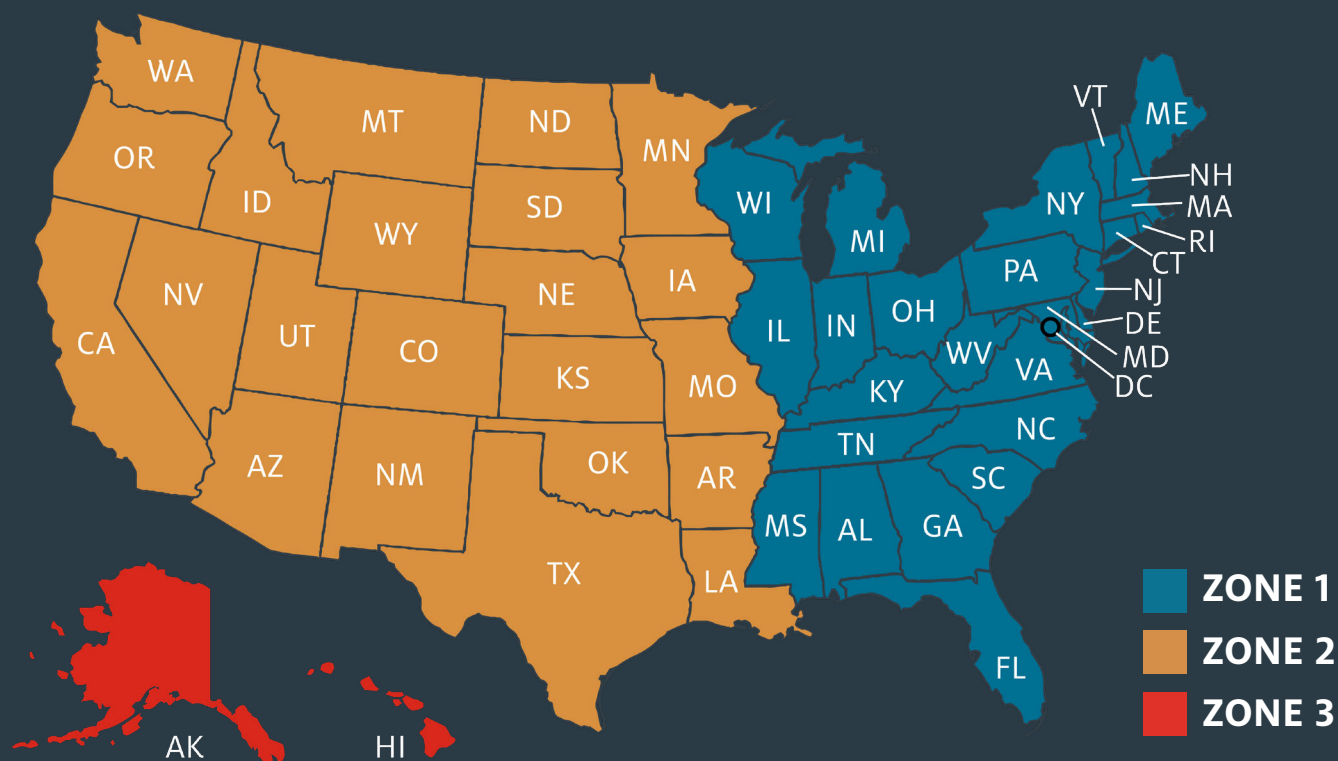 WA
MT
ND
MN
OR
ID
WY
SD
WI
MI
NY
VT
ME
NH
MA
RI
CT
NJ
DE
MD
DC
PA
NV
UT
CO
NE
IA
IL
IN
OH
WV
VA
CA
KS
MO
KY
AZ
NM
OK
AR
TN
NC
SC
MS
AL
GA
TX
LA
FL
AK
HI
ZONE 1
ZONE 2
ZONE 3